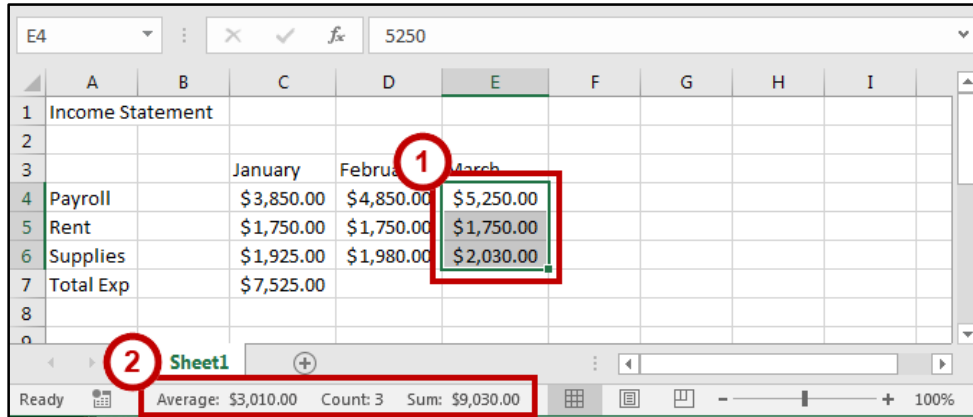 E4 fx 5250
A B C D E F G H I
1 Income Statement
2
3 January Februa 1 March
4 Payroll $3,850.00 $4,850.00 $5,250.00
5 Rent $1,750.00 $1,750.00 $1,750.00
6 Supplies $1,925.00 $1,980.00 $2,030.00
7 Total Exp $7,525.00
8
9
2 Sheet1
Ready Average: $3,010.00 Count: 3 Sum: $9,030.00 100%